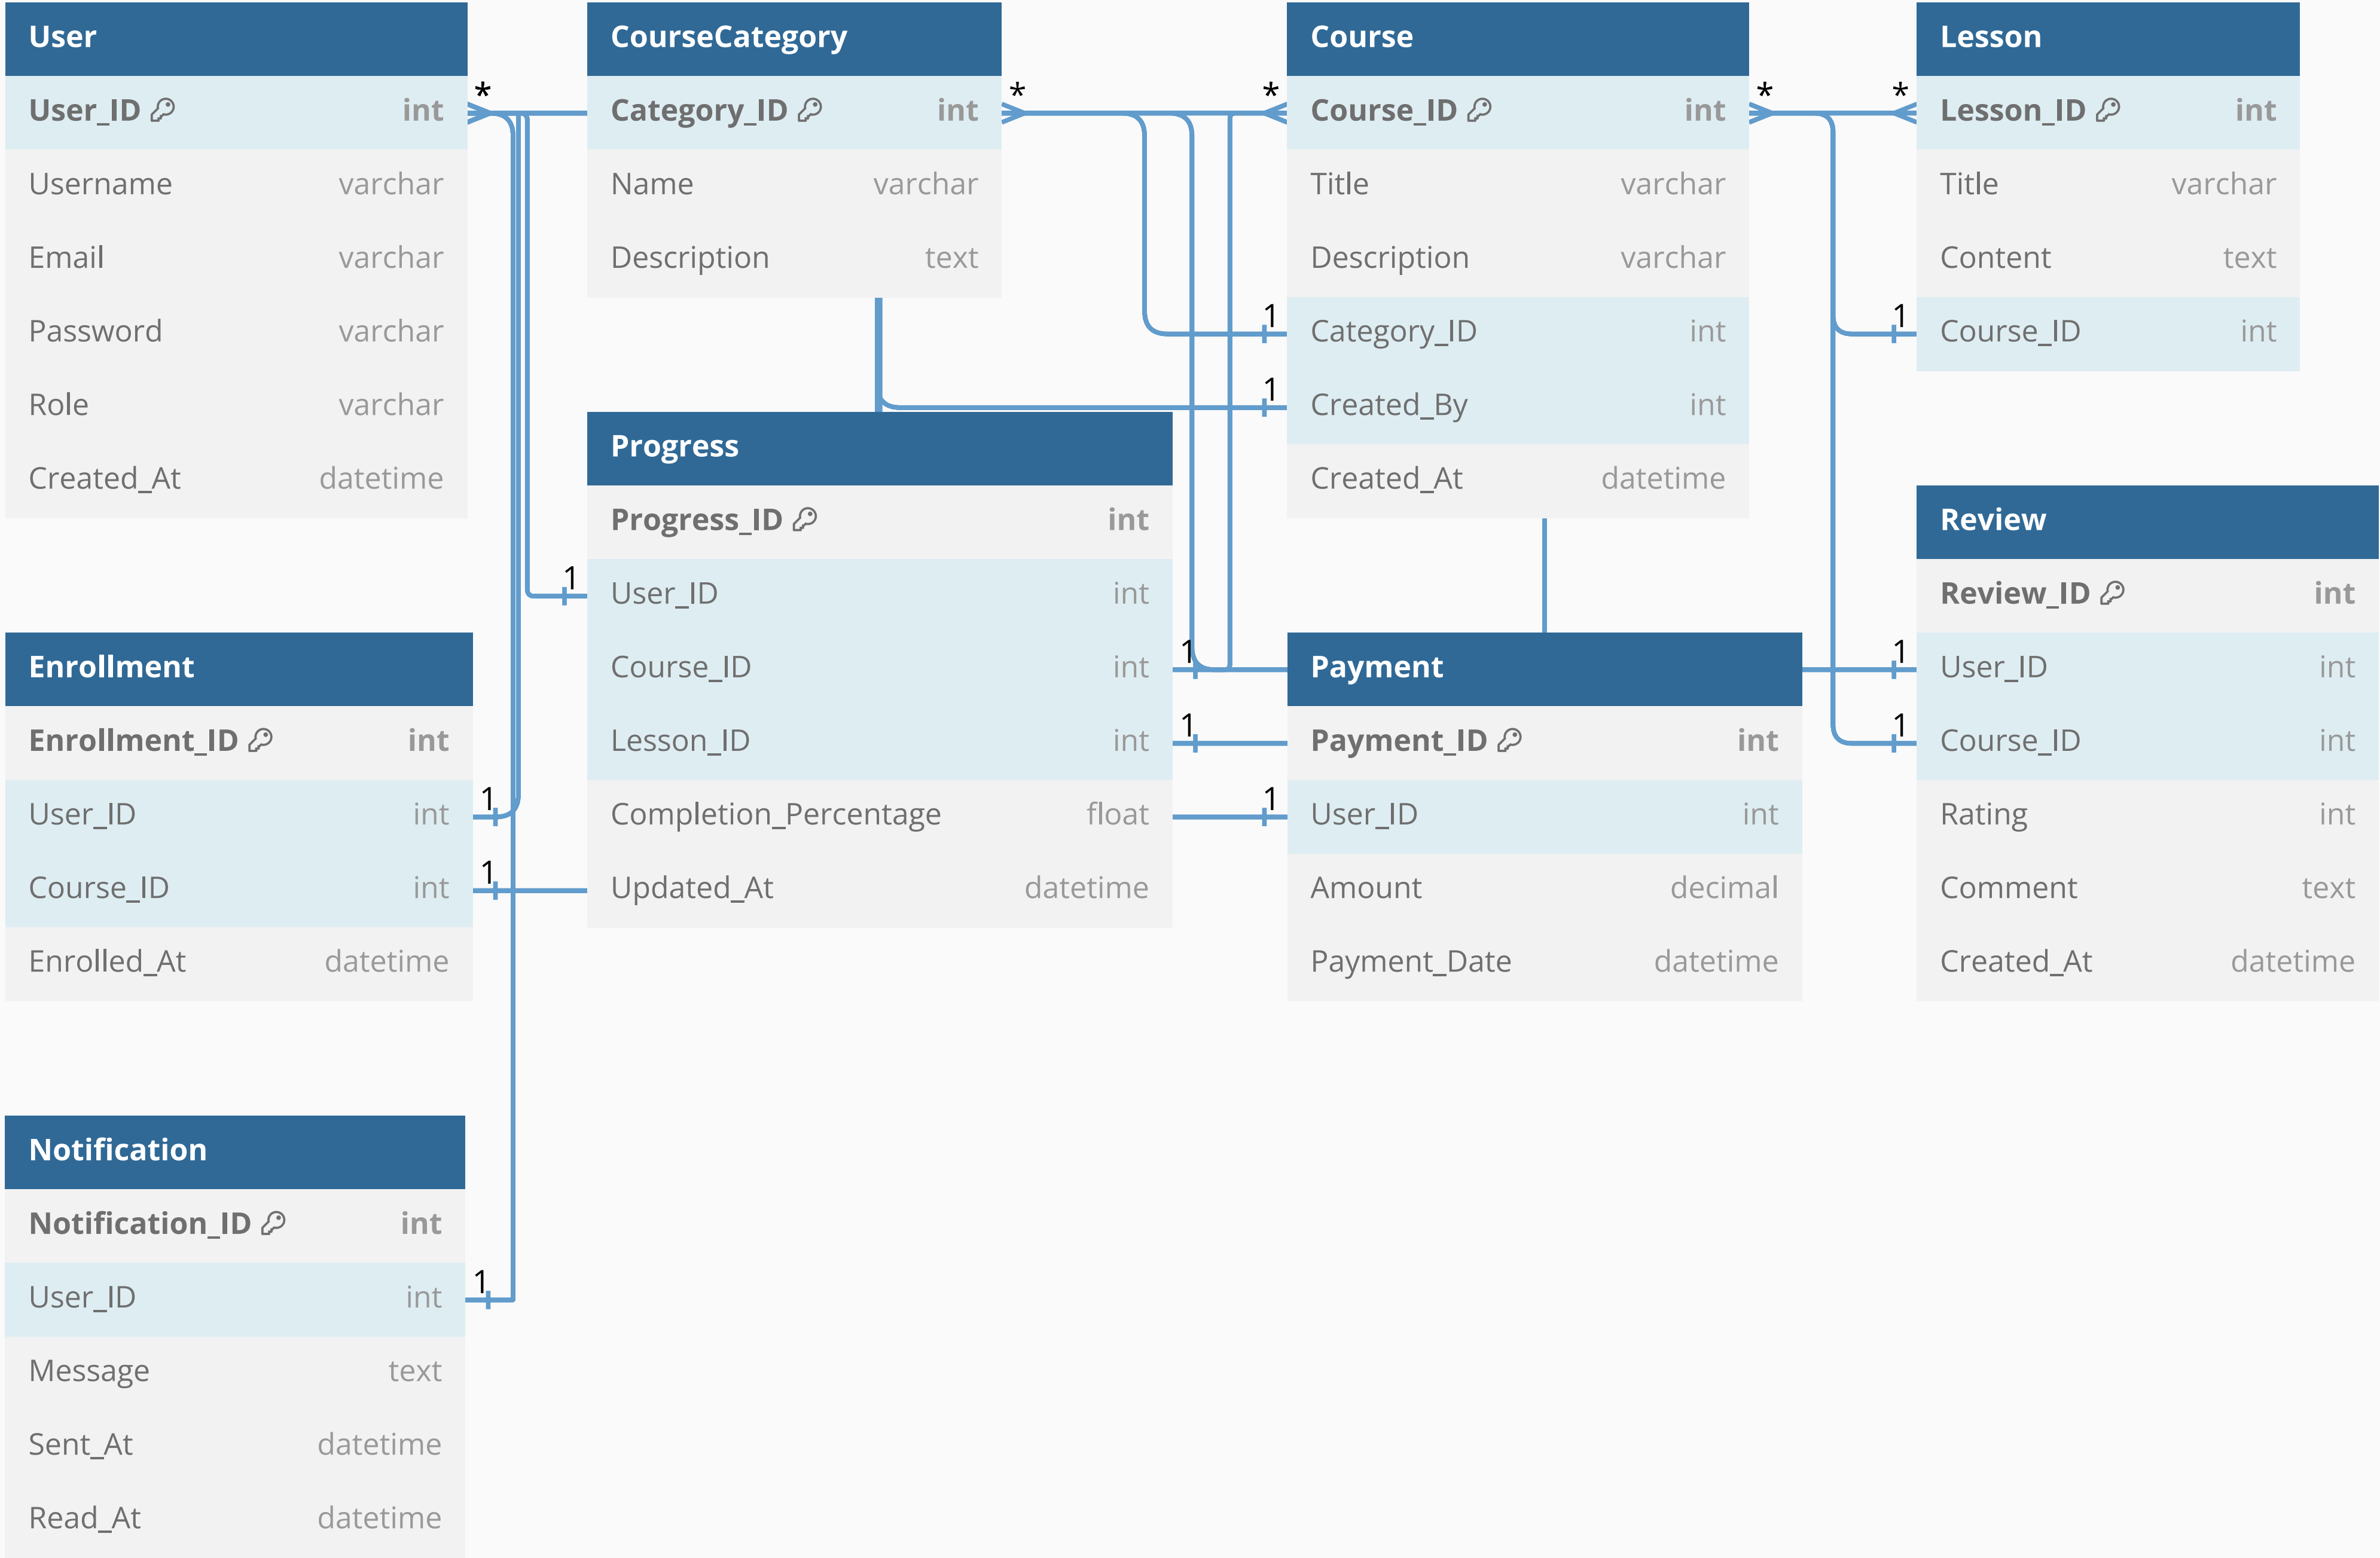 User
User_ID int
Username varchar
Email varchar
Password varchar
Role varchar
Created_At datetime
*
CourseCategory
Category_ID int
Name varchar
Description text
*
*
Course
Course_ID int
Title varchar
Description varchar
1
Category_ID int
1
Created_By int
Created_At datetime
*
*
Lesson
Lesson_ID int
Title varchar
Content text
1
Course_ID int
Progress
Progress_ID int
1
User_ID int
Course_ID int
1
Lesson_ID int
1
Completion_Percentage float
Updated_At datetime
Review
Review_ID int
1
User_ID int
1
Course_ID int
Rating int
Comment text
Created_At datetime
Enrollment
Enrollment_ID int
User_ID int
1
Course_ID int
1
Enrolled_At datetime
Payment
Payment_ID int
1
User_ID int
Amount decimal
Payment_Date datetime
Notification
Notification_ID int
User_ID int
1
Message text
Sent_At datetime
Read_At datetime